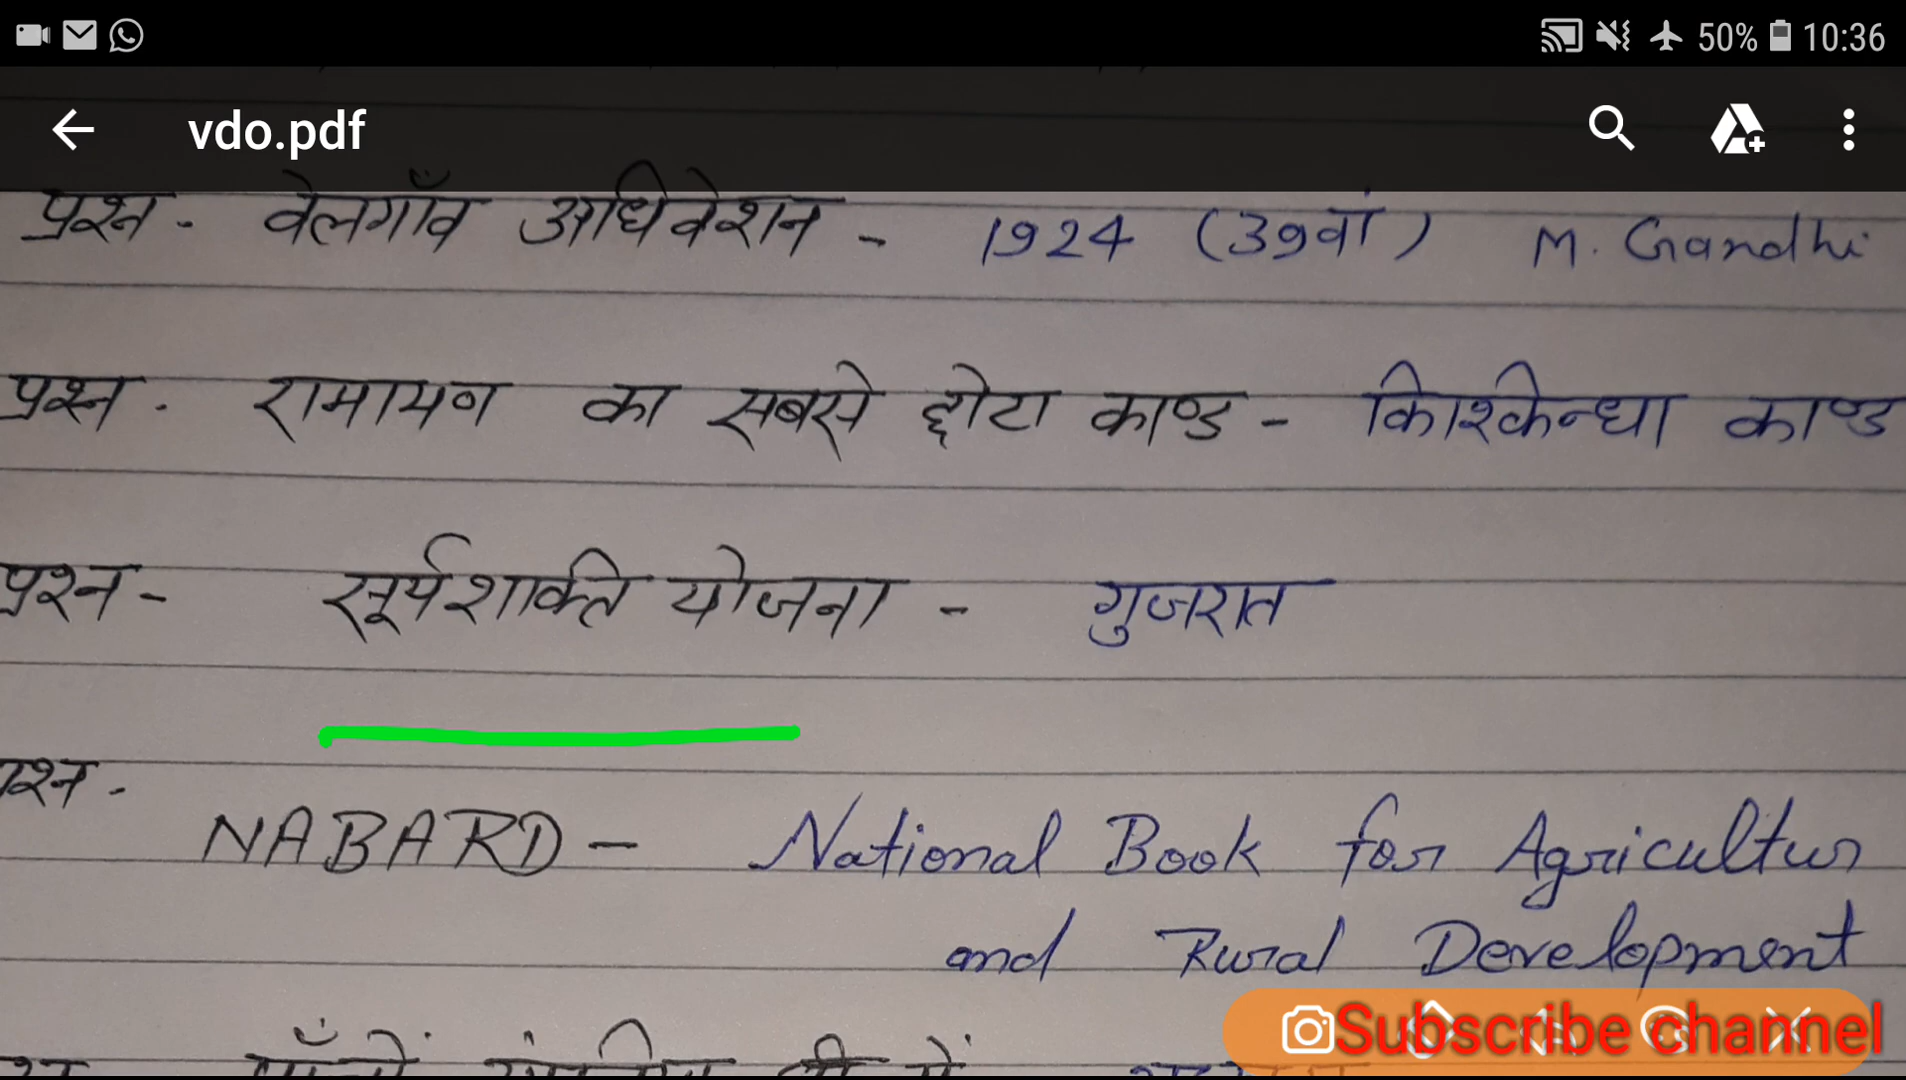 50% 10:36
vdo.pdf
प्रश्न - वेलगाँव अधिवेशन - 1924 (39वां) M. Gandhi
प्रश्न - रामायण का सबसे छोटा काण्ड - किश्केन्धा काण्ड
प्रश्न - सूर्यशक्ति योजना - गुजरात
प्रश्न -
NABARD - National Book for Agricultur
and Rural Development
Subscribe channel